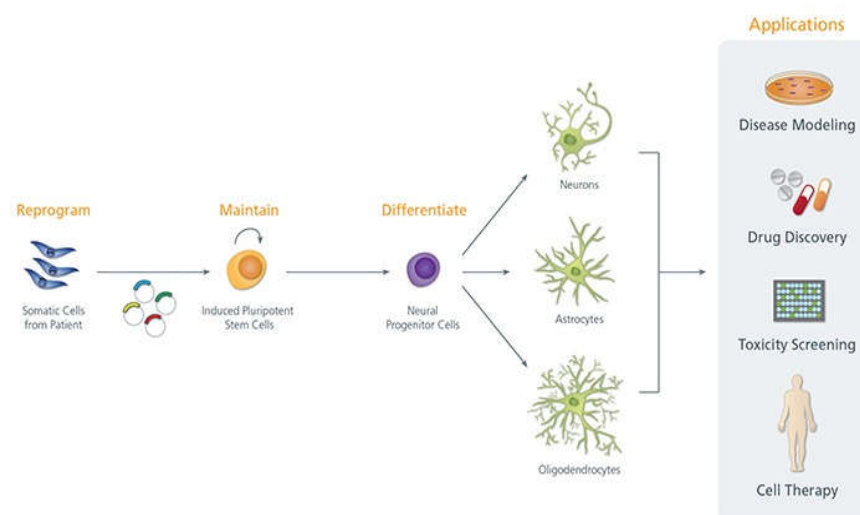 Applications
Disease Modeling
Drug Discovery
Toxicity Screening
Cell Therapy
Reprogram
Somatic Cells
from Patient
Maintain
Induced Pluripotent
Stem Cells
Differentiate
Neural
Progenitor Cells
Neurons
Astrocytes
Oligodendrocytes